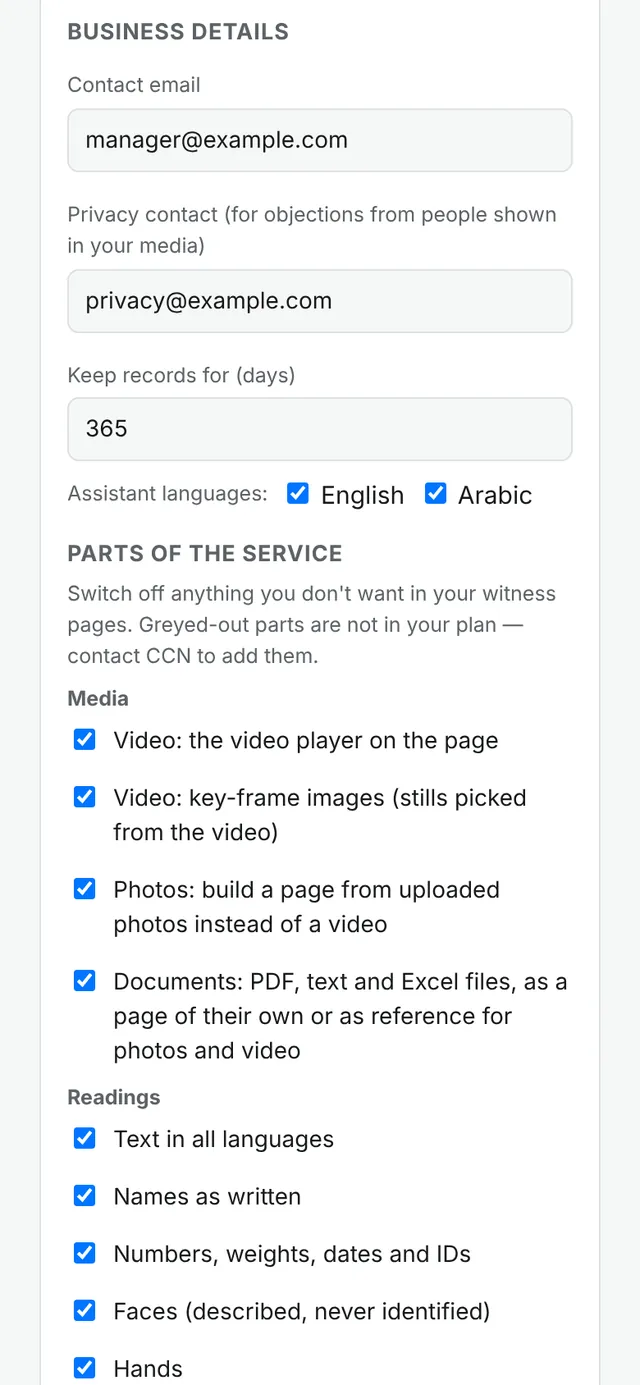 BUSINESS DETAILS
Contact email
manager@example.com
Privacy contact (for objections from people shown
in your media)
privacy@example.com
Keep records for (days)
365
Assistant languages: English Arabic
PARTS OF THE SERVICE
Switch off anything you don't want in your witness
pages. Greyed-out parts are not in your plan —
contact CCN to add them.
Media
Video: the video player on the page
Video: key-frame images (stills picked
from the video)
Photos: build a page from uploaded
photos instead of a video
Documents: PDF, text and Excel files, as a
page of their own or as reference for
photos and video
Readings
Text in all languages
Names as written
Numbers, weights, dates and IDs
Faces (described, never identified)
Hands